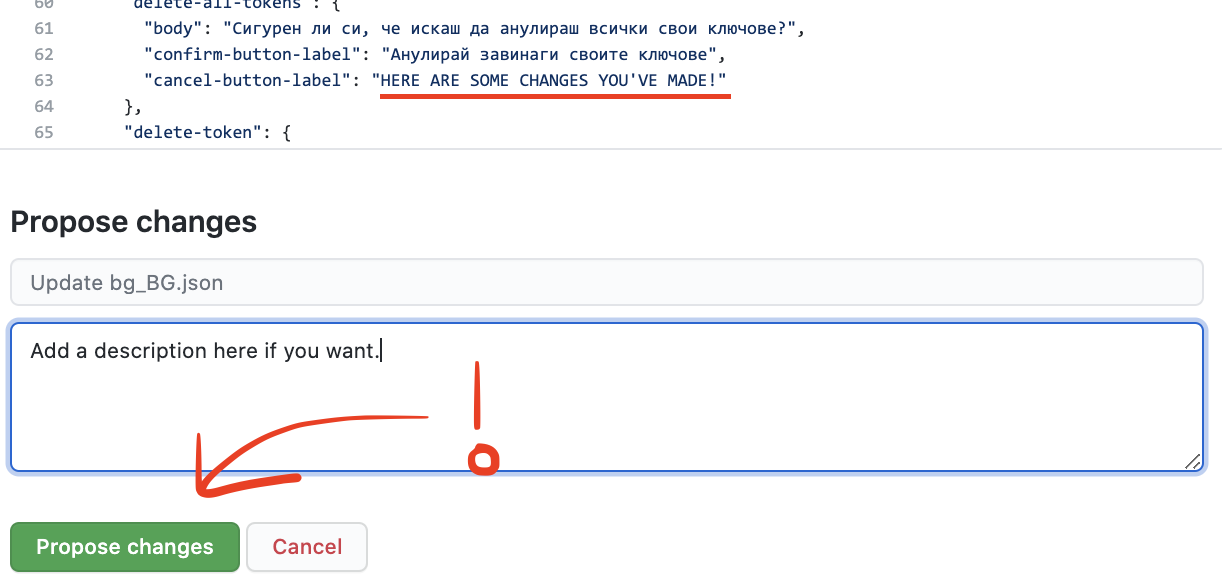 60 "delete-all-tokens": {
61 "body": "Сигурен ли си, че искаш да анулираш всички свои ключове?",
62 "confirm-button-label": "Анулирай завинаги своите ключове",
63 "cancel-button-label": "HERE ARE SOME CHANGES YOU'VE MADE!"
64 },
65 "delete-token": {
Propose changes
Update bg_BG.json
Add a description here if you want.
!
Propose changes Cancel